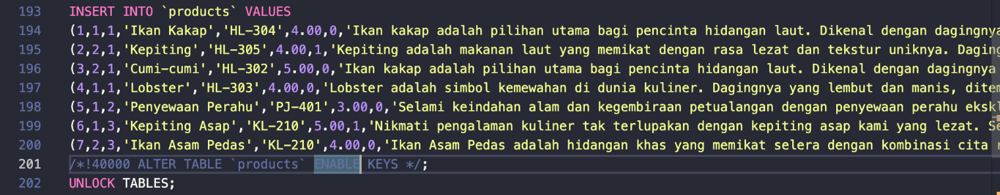 193 INSERT INTO `products` VALUES
194 (1,1,1,'Ikan Kakap','HL-304',4.00,0,'Ikan kakap adalah pilihan utama bagi pencinta hidangan laut. Dikenal dengan dagingnya
195 (2,2,1,'Kepiting','HL-305',4.00,1,'Kepiting adalah makanan laut yang memikat dengan rasa lezat dan tekstur uniknya. Daging
196 (3,2,1,'Cumi-cumi','HL-302',5.00,0,'Ikan kakap adalah pilihan utama bagi pencinta hidangan laut. Dikenal dengan dagingnya
197 (4,1,1,'Lobster','HL-303',4.00,0,'Lobster adalah simbol kemewahan di dunia kuliner. Dagingnya yang lembut dan manis, ditem
198 (5,1,2,'Penyewaan Perahu','PJ-401',3.00,0,'Selami keindahan alam dan kegembiraan petualangan dengan penyewaan perahu ekskl
199 (6,1,3,'Kepiting Asap','KL-210',5.00,1,'Nikmati pengalaman kuliner tak terlupakan dengan kepiting asap kami yang lezat. Se
200 (7,2,3,'Ikan Asam Pedas','KL-210',4.00,0,'Ikan Asam Pedas adalah hidangan khas yang memikat selera dengan kombinasi cita
201 /*!40000 ALTER TABLE `products` ENABLE KEYS */;
202 UNLOCK TABLES;